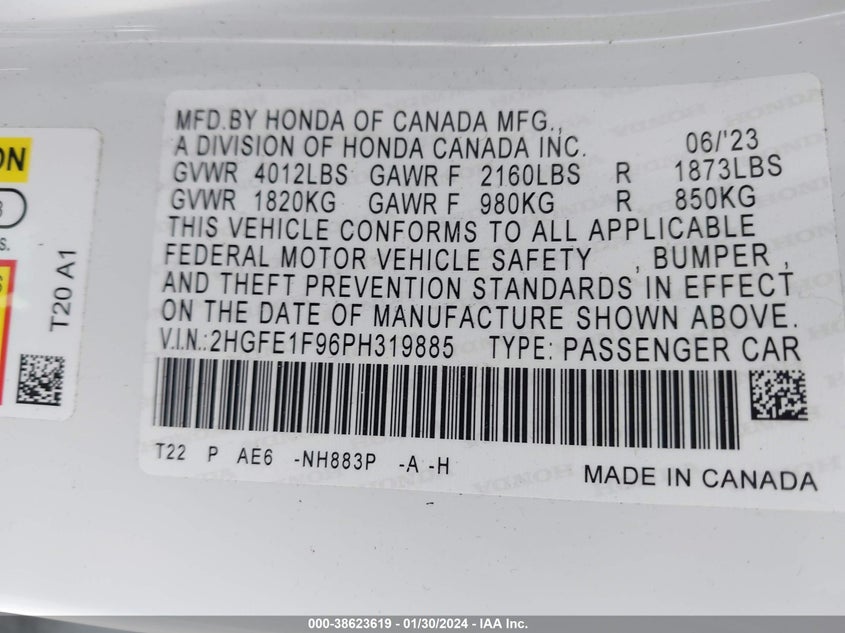 MFD.BY HONDA OF CANADA MFG.,
A DIVISION OF HONDA CANADA INC. 06/'23
GVWR 4012LBS GAWR F 2160LBS R 1873LBS
GVWR 1820KG GAWR F 980KG R 850KG
THIS VEHICLE CONFORMS TO ALL APPLICABLE
FEDERAL MOTOR VEHICLE SAFETY , BUMPER ,
AND THEFT PREVENTION STANDARDS IN EFFECT
ON THE DATE OF MANUFACTURE SHOWN ABOVE.
V.I.N.:2HGFE1F96PH319885 TYPE: PASSENGER CAR
T22 P AE6 -NH883P -A -H
MADE IN CANADA
T20 A1
000-38623619 - 01/30/2024 - IAA Inc.